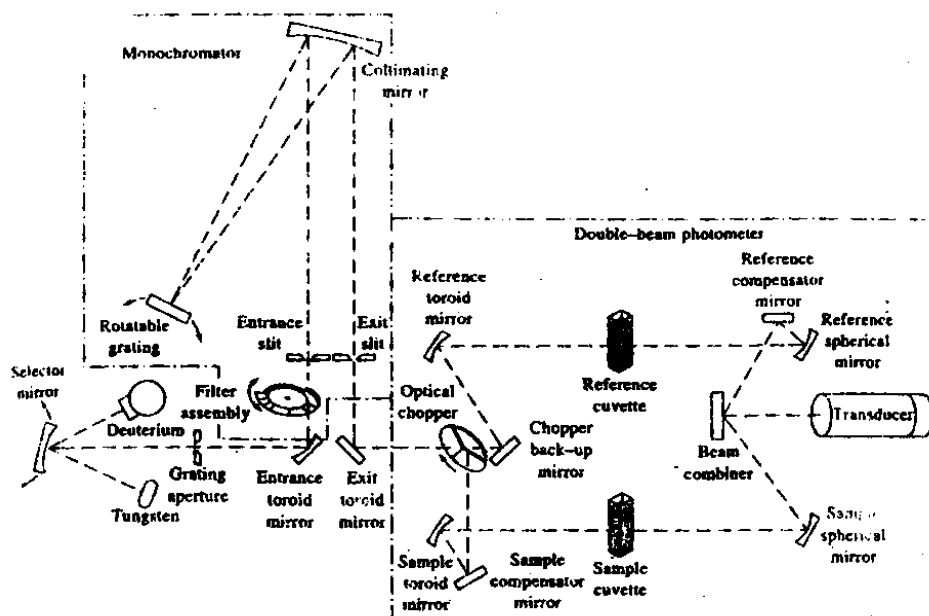 Monochromator
Collimating
mirror
Double-beam photometer
Reference
toroid
mirror
Reference
compensator
mirror
Reference
spherical
mirror
Rotatable
grating
Entrance
slit
Exit
slit
Selector
mirror
Filter
assembly
Optical
chopper
Reference
cuvette
Deuterium
Chopper
back-up
mirror
Beam
combiner
Transducer
Grating
aperture
Entrance
toroid
mirror
Exit
toroid
mirror
Tungsten
Sample
toroid
mirror
Sample
compensator mirror
Sample
cuvette
Sample
spherical
mirror